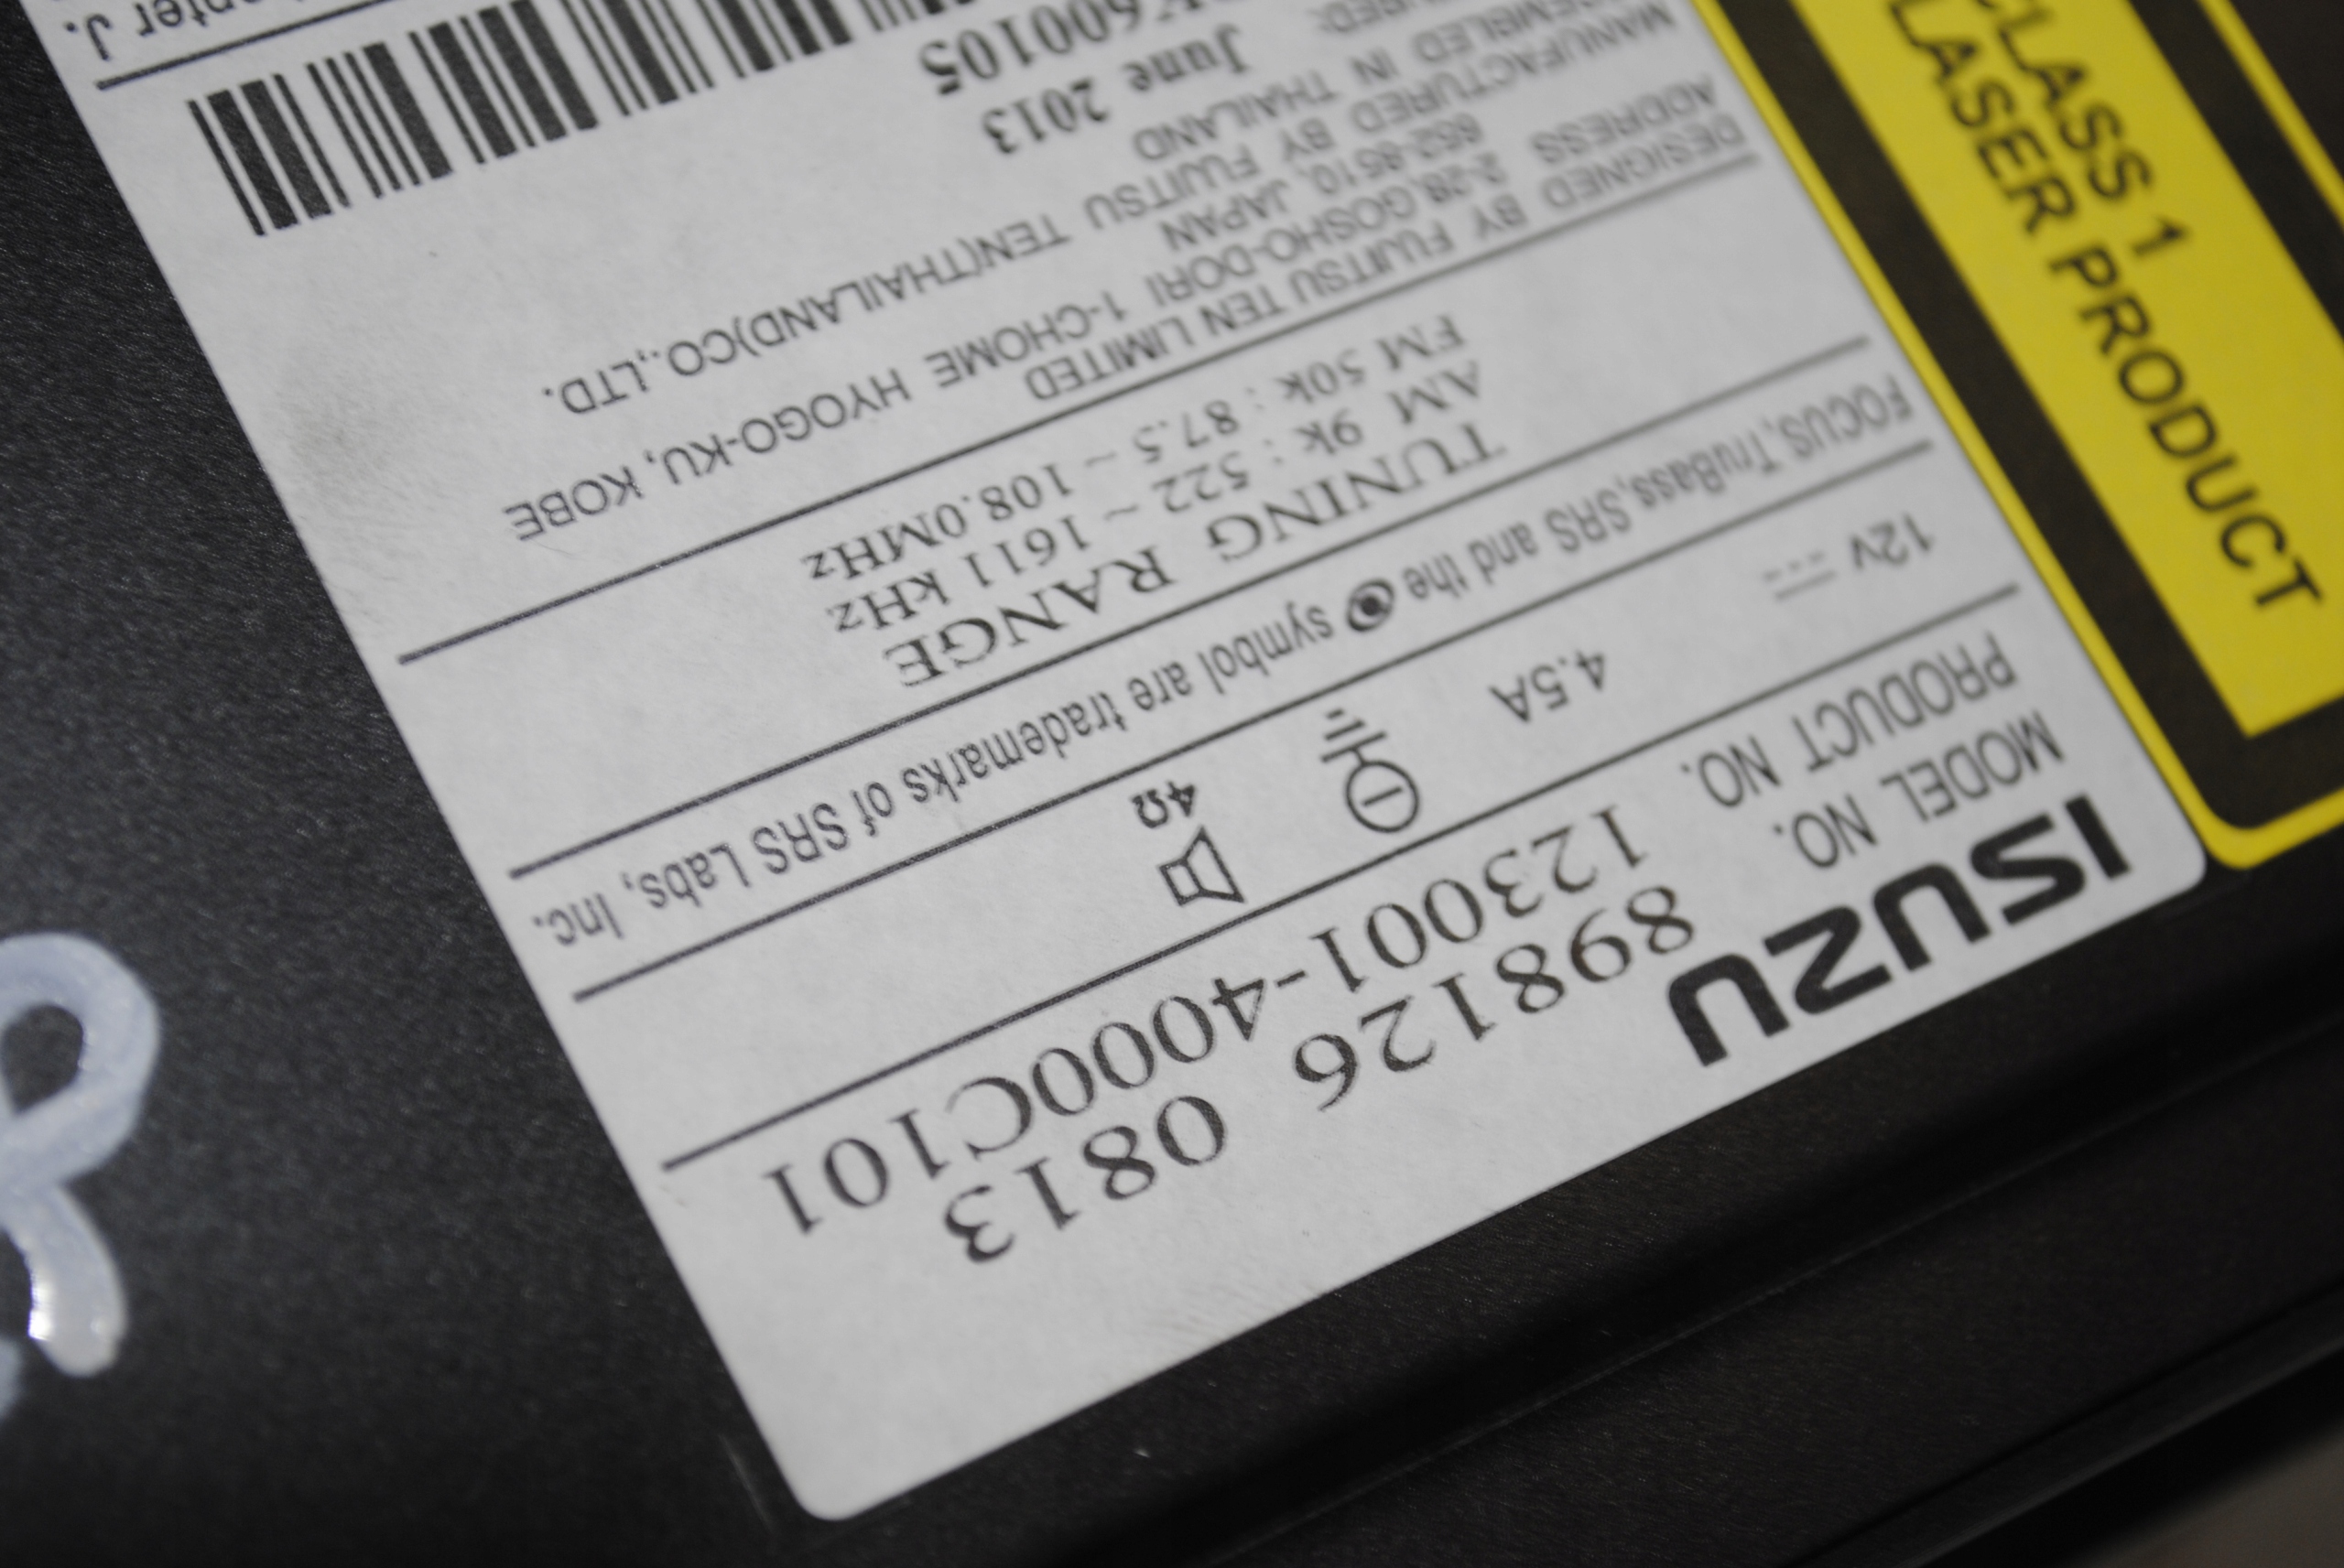 ISUZU
MODEL NO. 898126 0813
PRODUCT NO. 123001-4000C101
12V 4.5A 4Ω
FOCUS,TruBass,SRS and the symbol are trademarks of SRS Labs, Inc.
TUNING RANGE
AM 9k : 522 ~ 1611 kHz
FM 50k : 87.5 ~ 108.0MHz
DESIGNED BY FUJITSU TEN LIMITED
ADDRESS 2-28,GOSHO-DORI 1-CHOME HYOGO-KU, KOBE
652-8510, JAPAN
MANUFACTURED BY FUJITSU TEN(THAILAND)CO.,LTD.
IN THAILAND
June 2013
600105
CLASS 1
LASER PRODUCT